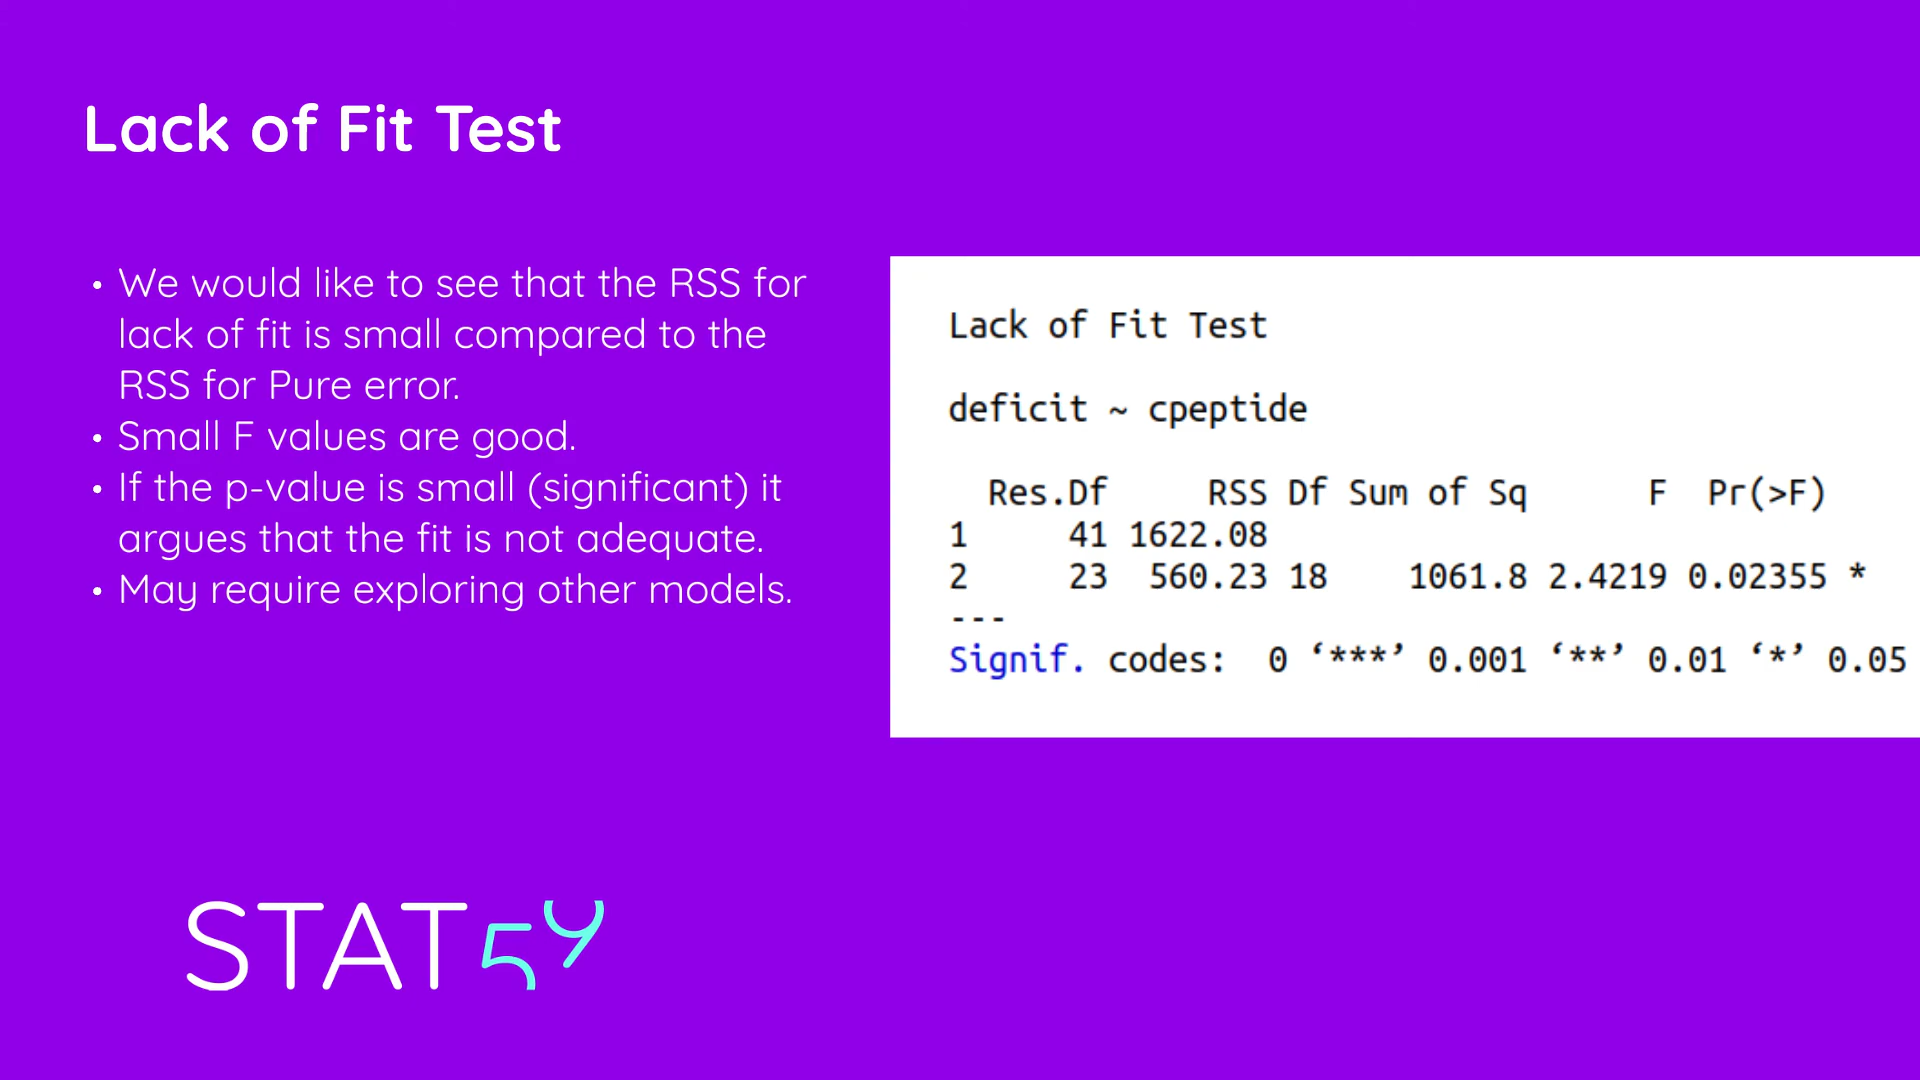 Lack of Fit Test
• We would like to see that the RSS for
lack of fit is small compared to the
RSS for Pure error.
• Small F values are good.
• If the p-value is small (significant) it
argues that the fit is not adequate.
• May require exploring other models.
Lack of Fit Test
deficit ~ cpeptide
Res.Df RSS Df Sum of Sq F Pr(>F)
1 41 1622.08
2 23 560.23 18 1061.8 2.4219 0.02355 *
---
Signif. codes: 0 ‘***’ 0.001 ‘**’ 0.01 ‘*’ 0.05
STAT59